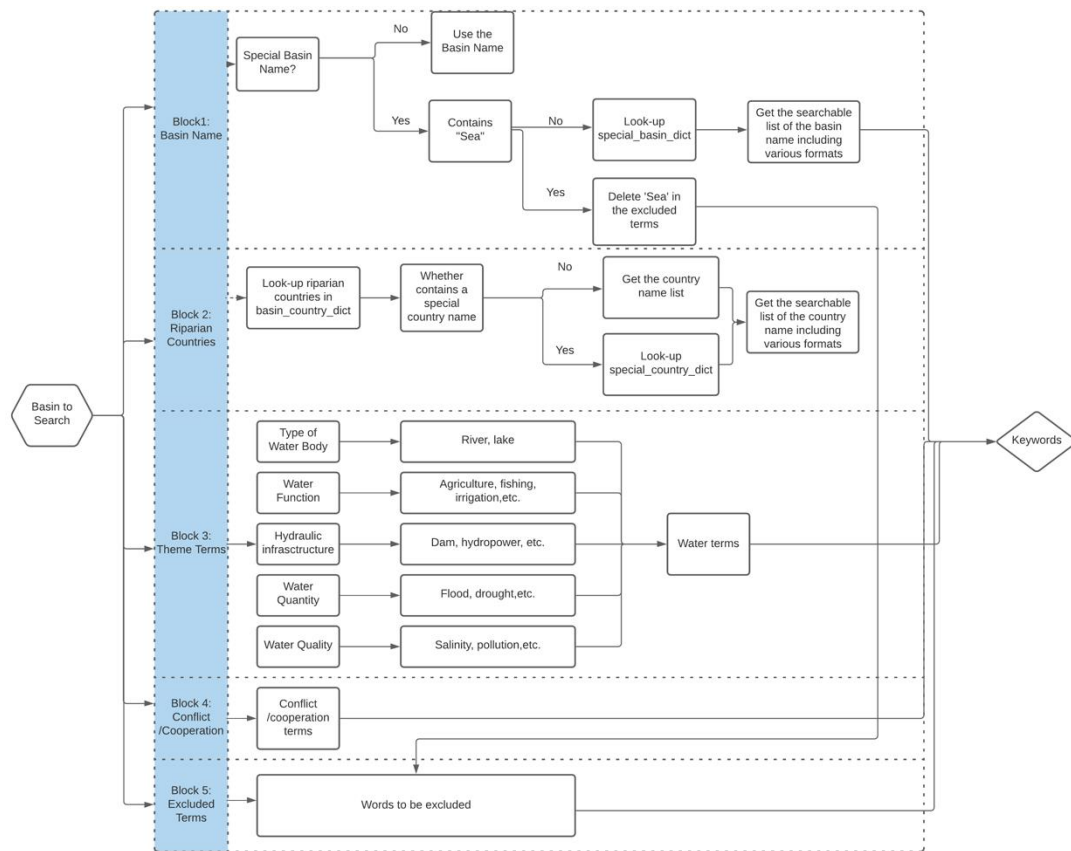 Basin to
Search
Block1:
Basin Name
Special Basin
Name?
No
Use the
Basin Name
Yes
Contains
"Sea"
No
Look-up
special_basin_dict
Get the searchable
list of the basin
name including
various formats
Yes
Delete 'Sea' in
the excluded
terms
Block 2:
Riparian
Countries
Look-up riparian
countries in
basin_country_dict
Whether
contains a
special
country name
No
Get the country
name list
Yes
Look-up
special_country_dict
Get the searchable
list of the country
name including
various formats
Block 3:
Theme Terms
Type of
Water Body
River, lake
Water
Function
Agriculture, fishing,
irrigation,etc.
Hydraulic
infrasctructure
Dam, hydropower, etc.
Water
Quantity
Flood, drought,etc.
Water Quality
Salinity, pollution,etc.
Water terms
Block 4:
Conflict
/Cooperation
Conflict
/cooperation
terms
Block 5:
Excluded
Terms
Words to be excluded
Keywords